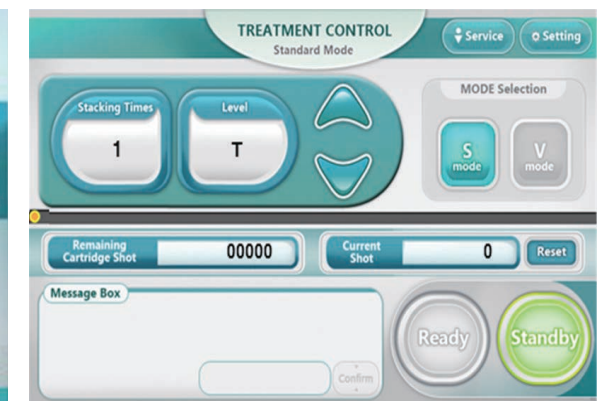 TREATMENT CONTROL
Standard Mode
Service
Setting
Stacking Times
Level
1
T
MODE Selection
S
mode
V
mode
Remaining
Cartridge Shot
00000
Current
Shot
0
Reset
Message Box
Confirm
Ready
Standby